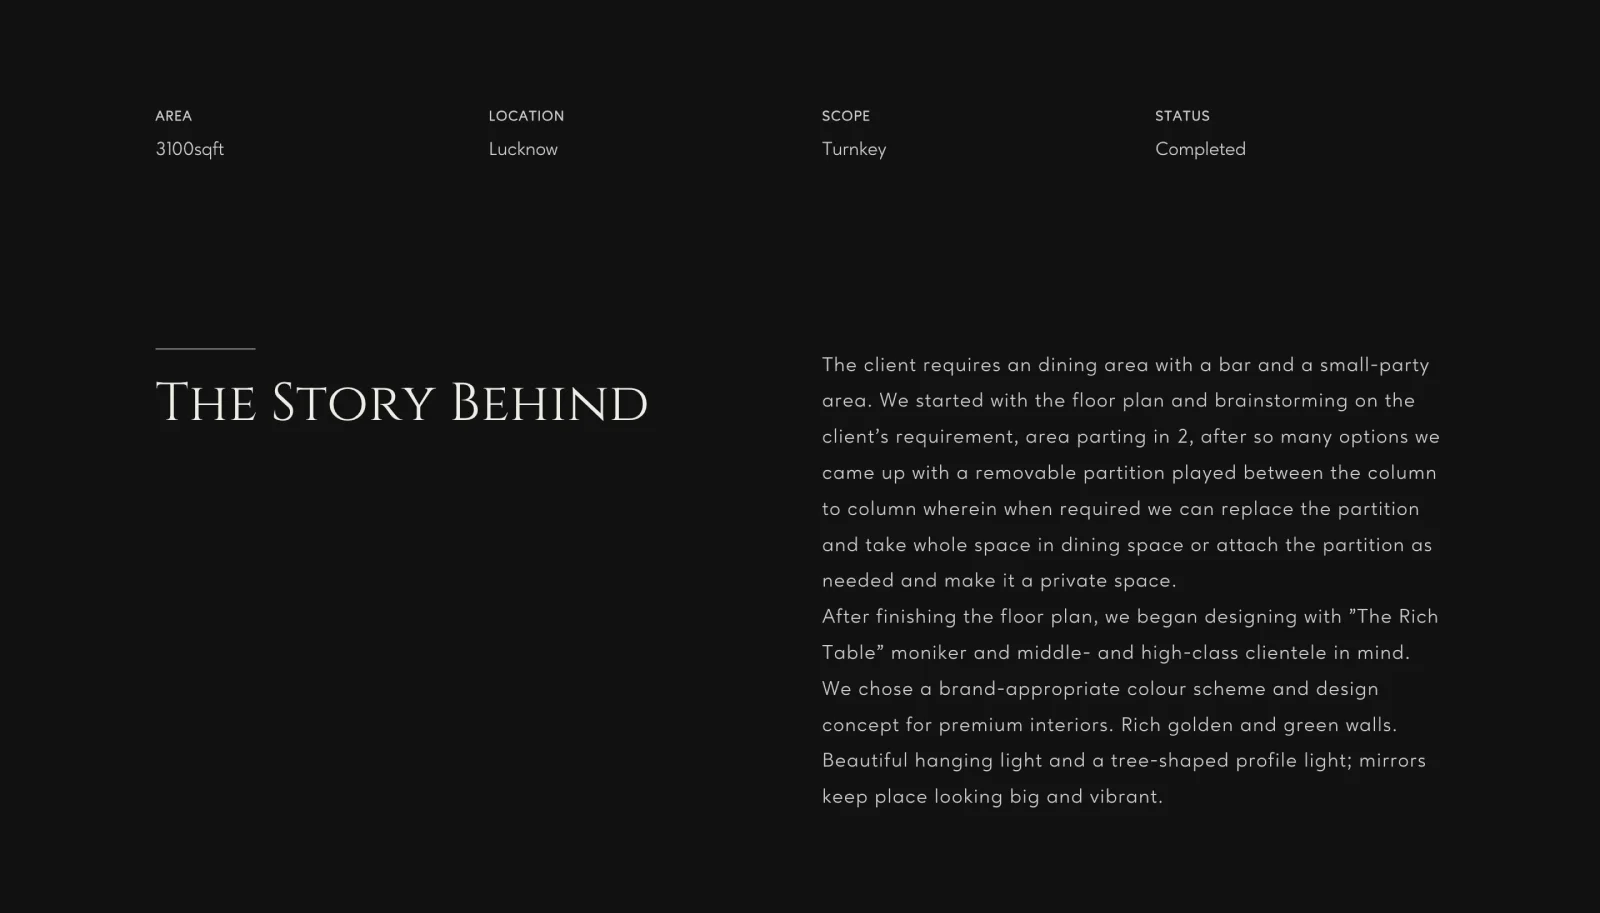 AREA
3100sqft
LOCATION
Lucknow
SCOPE
Turnkey
STATUS
Completed
The Story Behind
The client requires an dining area with a bar and a small-party
area. We started with the floor plan and brainstorming on the
client’s requirement, area parting in 2, after so many options we
came up with a removable partition played between the column
to column wherein when required we can replace the partition
and take whole space in dining space or attach the partition as
needed and make it a private space.
After finishing the floor plan, we began designing with ”The Rich
Table” moniker and middle- and high-class clientele in mind.
We chose a brand-appropriate colour scheme and design
concept for premium interiors. Rich golden and green walls.
Beautiful hanging light and a tree-shaped profile light; mirrors
keep place looking big and vibrant.